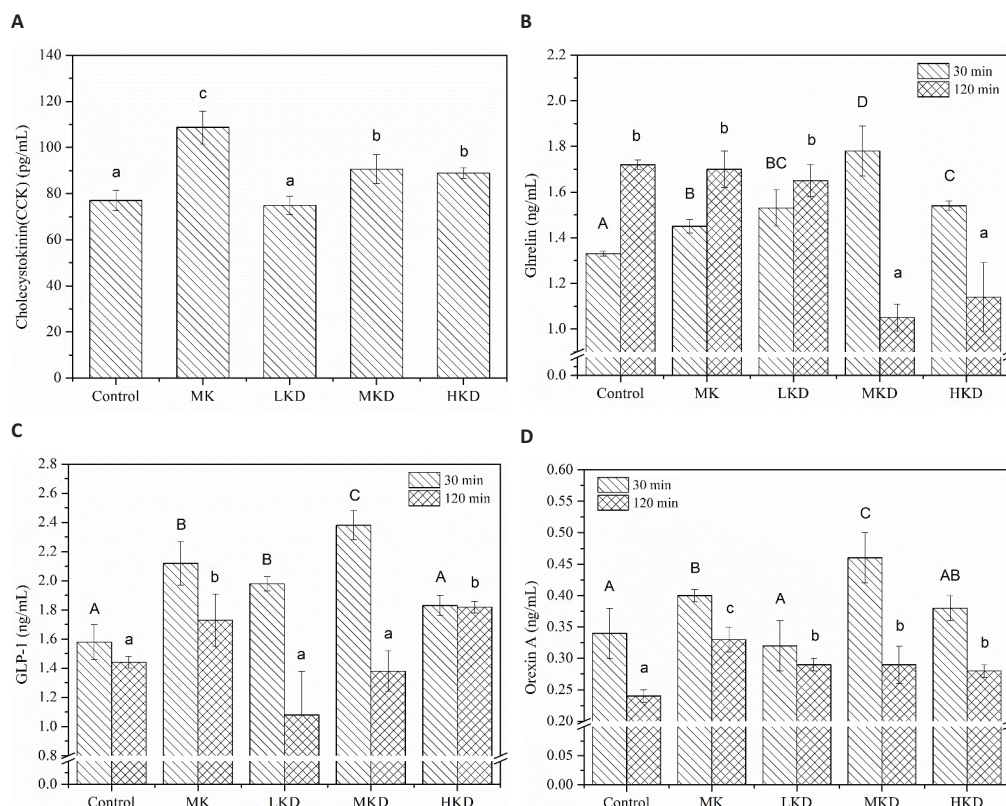 A
Cholecystokinin(CCK) (pg/mL)
140
120
100
80
60
40
20
0
a
c
a
b
b
Control MK LKD MKD HKD
B
Ghrelin (ng/mL)
2.2
2.0
1.8
1.6
1.4
1.2
1.0
0.0
30 min
120 min
A b B b BC b D a C a
Control MK LKD MKD HKD
C
GLP-1 (ng/mL)
2.8
2.6
2.4
2.2
2.0
1.8
1.6
1.4
1.2
1.0
0.8
0.0
30 min
120 min
A a B b B a C a A b
Control MK LKD MKD HKD
D
Orexin A (ng/mL)
0.60
0.55
0.50
0.45
0.40
0.35
0.30
0.25
0.20
0.05
0.00
30 min
120 min
A a B c A b C b AB b
Control MK LKD MKD HKD